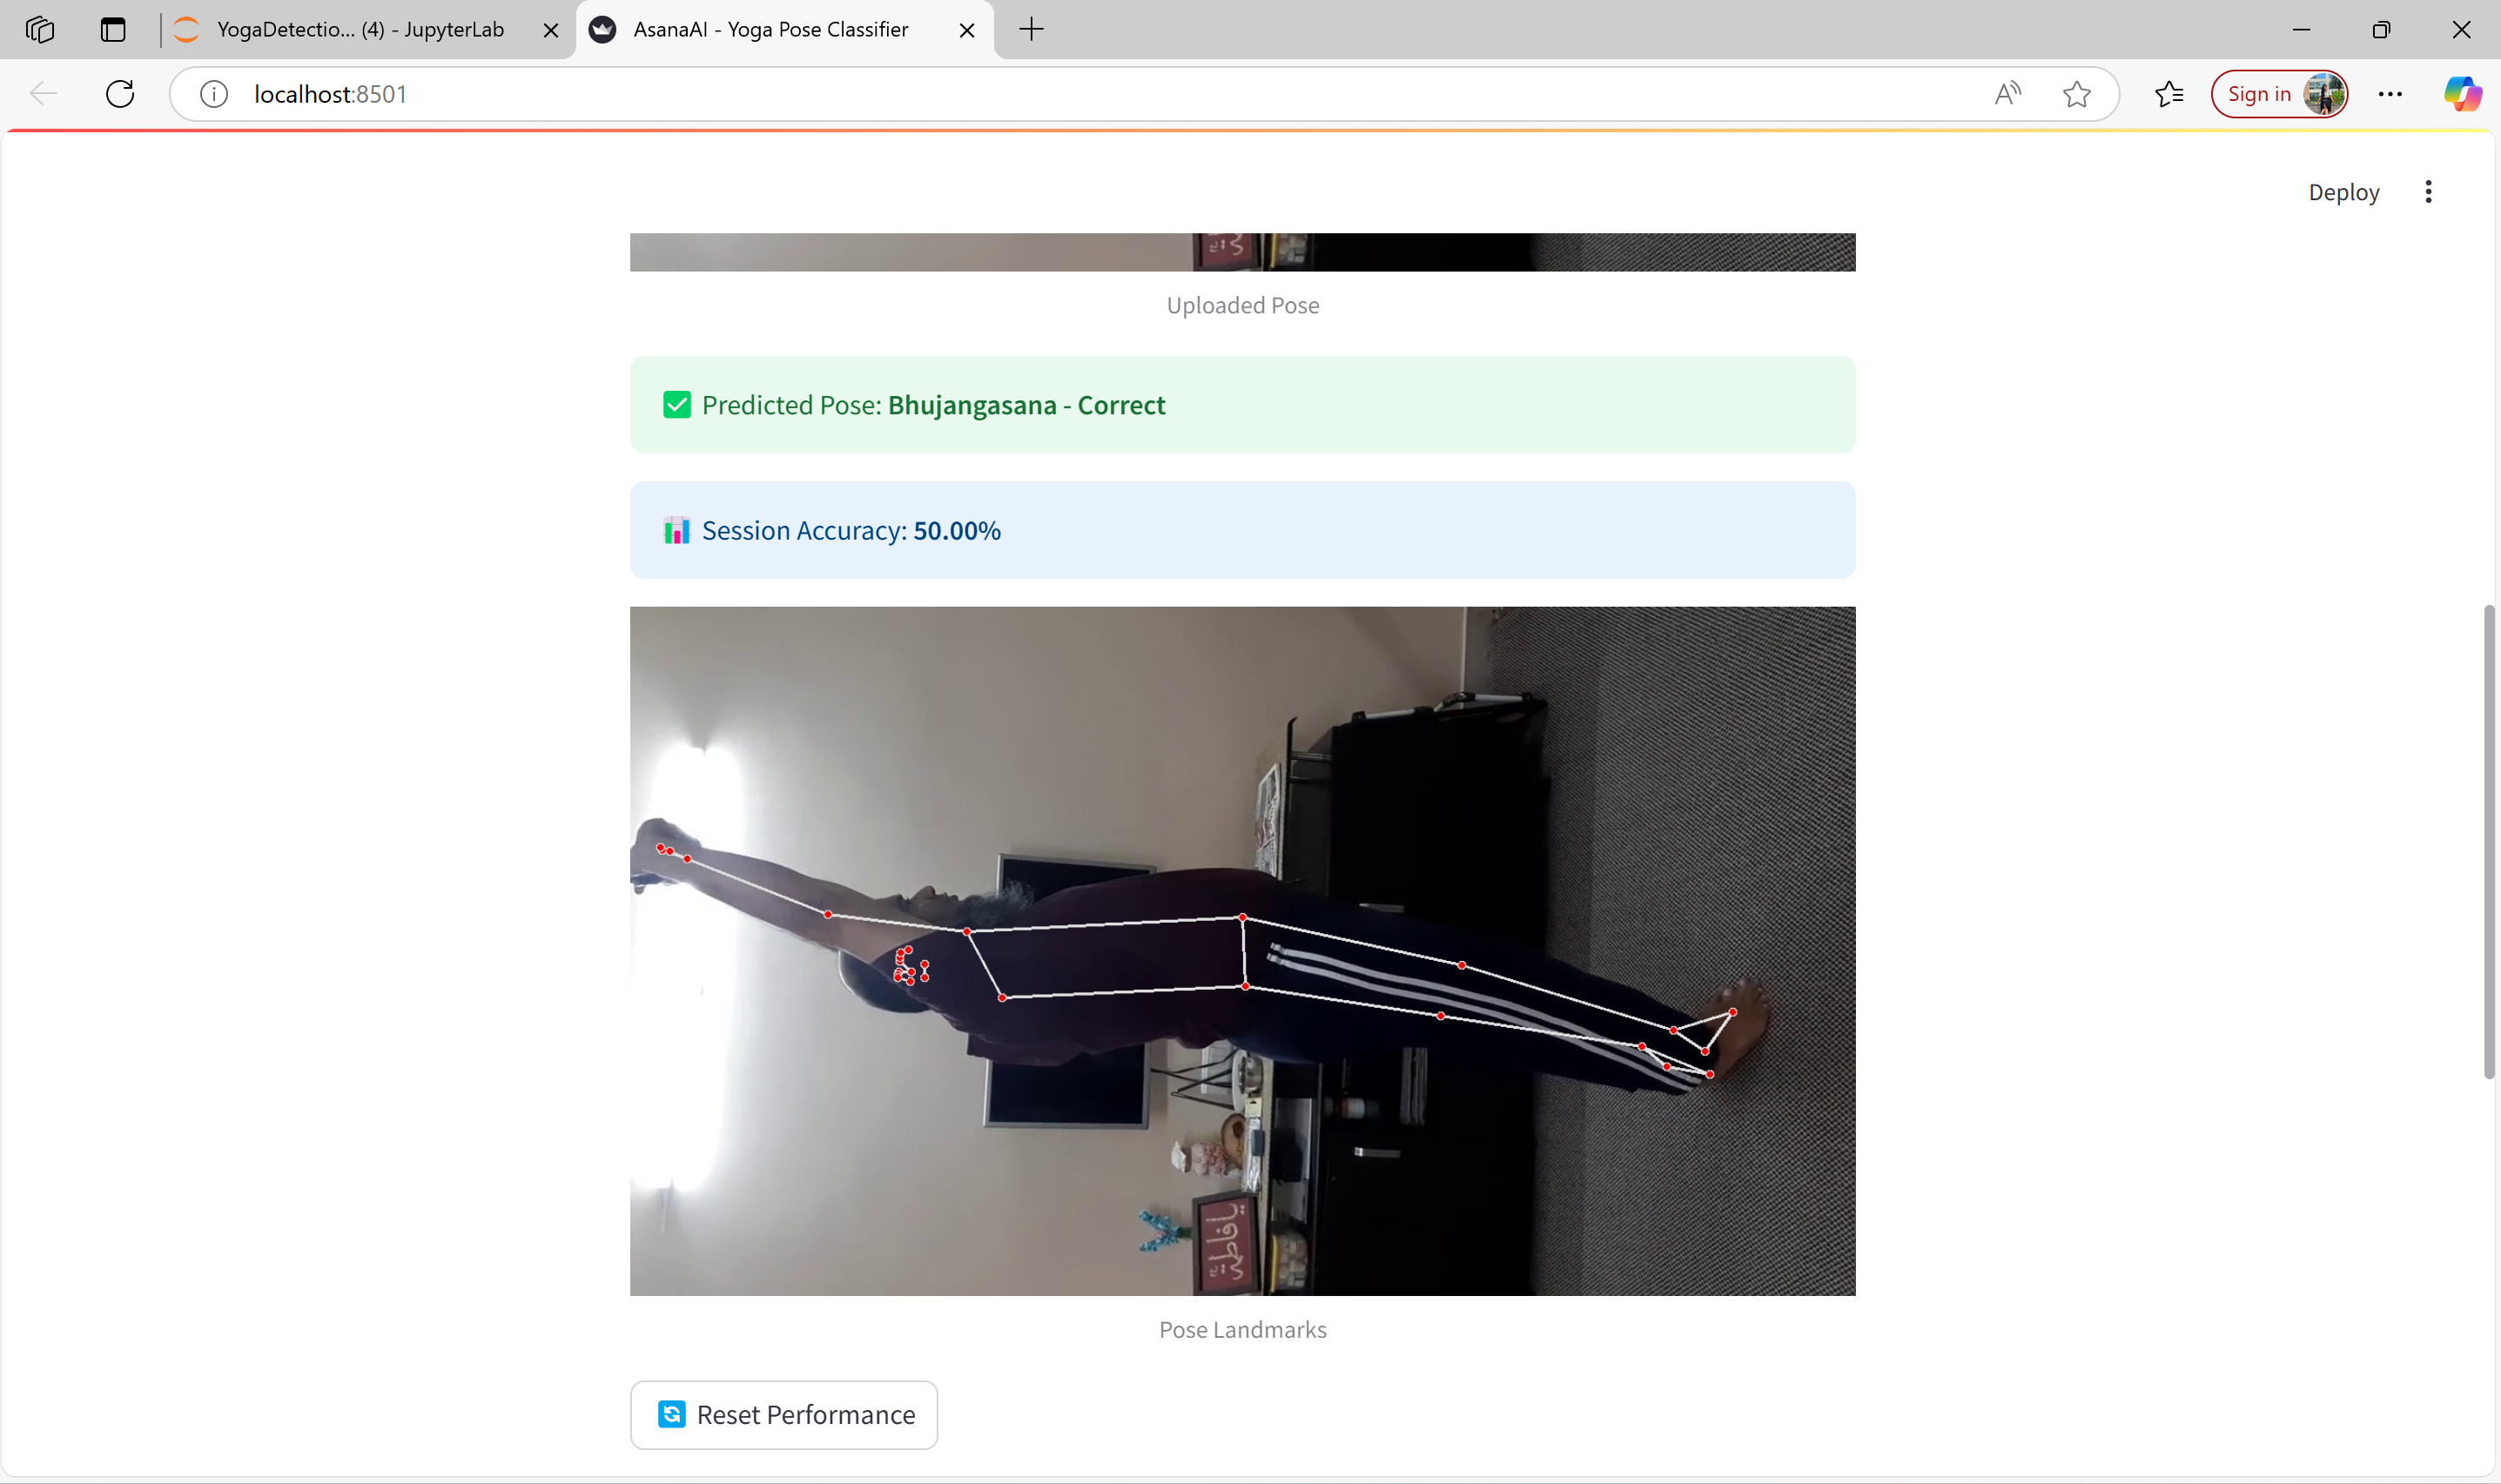 YogaDetectio... (4) - JupyterLab
AsanaAI - Yoga Pose Classifier
localhost:8501
Sign in
Deploy
Uploaded Pose
Predicted Pose: Bhujangasana - Correct
Session Accuracy: 50.00%
Pose Landmarks
Reset Performance